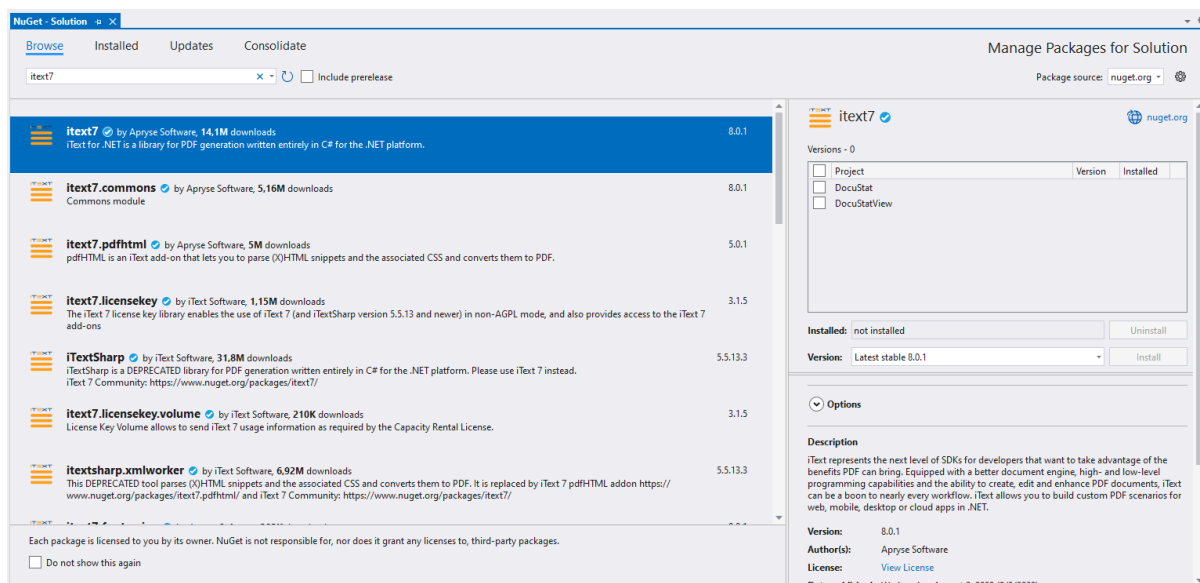 NuGet - Solution
Browse Installed Updates Consolidate
Manage Packages for Solution
itext7
Include prerelease
Package source: nuget.org
itext7 by Apryse Software, 14,1M downloads 8.0.1
iText for .NET is a library for PDF generation written entirely in C# for the .NET platform.
itext7.commons by Apryse Software, 5,16M downloads 8.0.1
Commons module
itext7.pdfhtml by Apryse Software, 5M downloads 5.0.1
pdfHTML is an iText add-on that lets you to parse (X)HTML snippets and the associated CSS and converts them to PDF.
itext7.licensekey by iText Software, 1,15M downloads 3.1.5
The iText 7 license key library enables the use of iText 7 (and iTextSharp version 5.5.13 and newer) in non-AGPL mode, and also provides access to the iText 7
add-ons
iTextSharp by iText Software, 31,8M downloads 5.5.13.3
iTextSharp is a DEPRECATED library for PDF generation written entirely in C# for the .NET platform. Please use iText 7 instead.
iText 7 Community: https://www.nuget.org/packages/itext7/
itext7.licensekey.volume by iText Software, 210K downloads 3.1.5
License Key Volume allows to send iText 7 usage information as required by the Capacity Rental License.
itextsharp.xmlworker by iText Software, 6,92M downloads 5.5.13.3
This DEPRECATED tool parses (X)HTML snippets and the associated CSS and converts them to PDF. It is replaced by iText 7 pdfHTML addon https://
www.nuget.org/packages/itext7.pdfhtml/ and iText 7 Community: https://www.nuget.org/packages/itext7/
Each package is licensed to you by its owner. NuGet is not responsible for, nor does it grant any licenses to, third-party packages.
Do not show this again
itext7
nuget.org
Versions - 0
Project Version Installed
DocuStat
DocuStatView
Installed: not installed Uninstall
Version: Latest stable 8.0.1 Install
Options
Description
iText represents the next level of SDKs for developers that want to take advantage of the
benefits PDF can bring. Equipped with a better document engine, high- and low-level
programming capabilities and the ability to create, edit and enhance PDF documents, iText
can be a boon to nearly every workflow. iText allows you to build custom PDF scenarios for
web, mobile, desktop or cloud apps in .NET.
Version: 8.0.1
Author(s): Apryse Software
License: View License